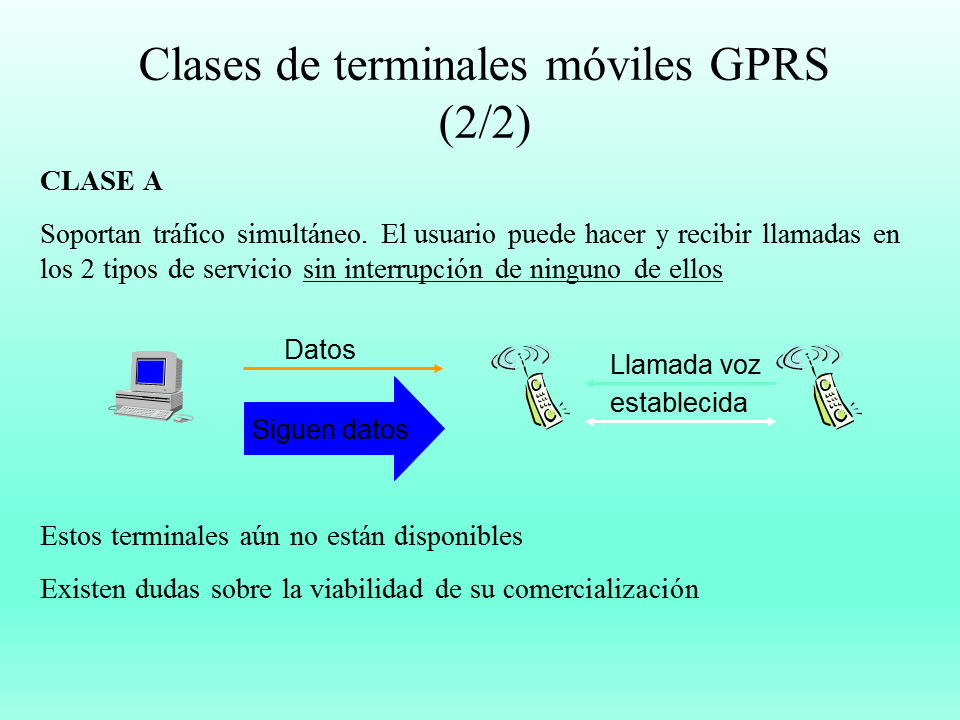 Clases de terminales móviles GPRS
(2/2)
CLASE A
Soportan tráfico simultáneo. El usuario puede hacer y recibir llamadas en
los 2 tipos de servicio sin interrupción de ninguno de ellos
Datos
Siguen datos
Llamada voz
establecida
Estos terminales aún no están disponibles
Existen dudas sobre la viabilidad de su comercialización